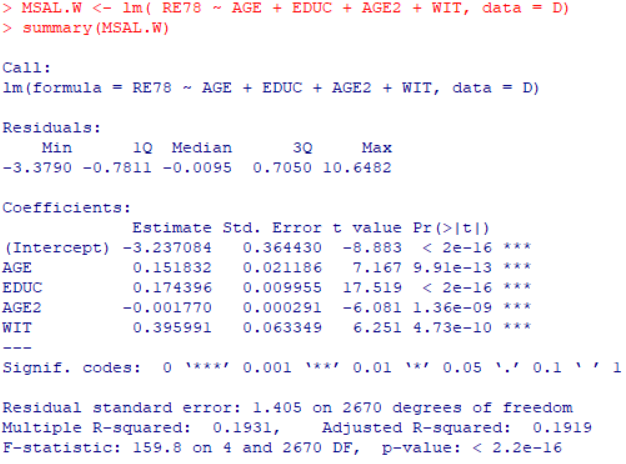 > MSAL.W <- lm( RE78 ~ AGE + EDUC + AGE2 + WIT, data = D)
> summary(MSAL.W)
Call:
lm(formula = RE78 ~ AGE + EDUC + AGE2 + WIT, data = D)
Residuals:
Min 1Q Median 3Q Max
-3.3790 -0.7811 -0.0095 0.7050 10.6482
Coefficients:
Estimate Std. Error t value Pr(>|t|)
(Intercept) -3.237084 0.364430 -8.883 < 2e-16 ***
AGE 0.151832 0.021186 7.167 9.91e-13 ***
EDUC 0.174396 0.009955 17.519 < 2e-16 ***
AGE2 -0.001770 0.000291 -6.081 1.36e-09 ***
WIT 0.395991 0.063349 6.251 4.73e-10 ***
---
Signif. codes: 0 ‘***’ 0.001 ‘**’ 0.01 ‘*’ 0.05 ‘.’ 0.1 ‘ ’ 1
Residual standard error: 1.405 on 2670 degrees of freedom
Multiple R-squared: 0.1931, Adjusted R-squared: 0.1919
F-statistic: 159.8 on 4 and 2670 DF, p-value: < 2.2e-16